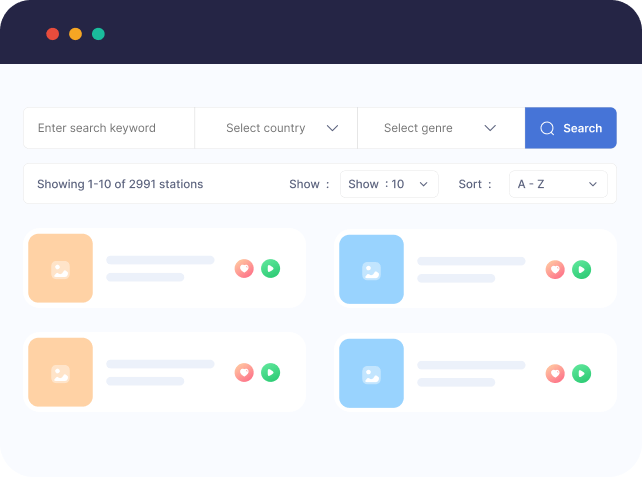 Enter search keyword Select country Select genre Search
Showing 1-10 of 2991 stations Show : Show : 10 Sort : A - Z